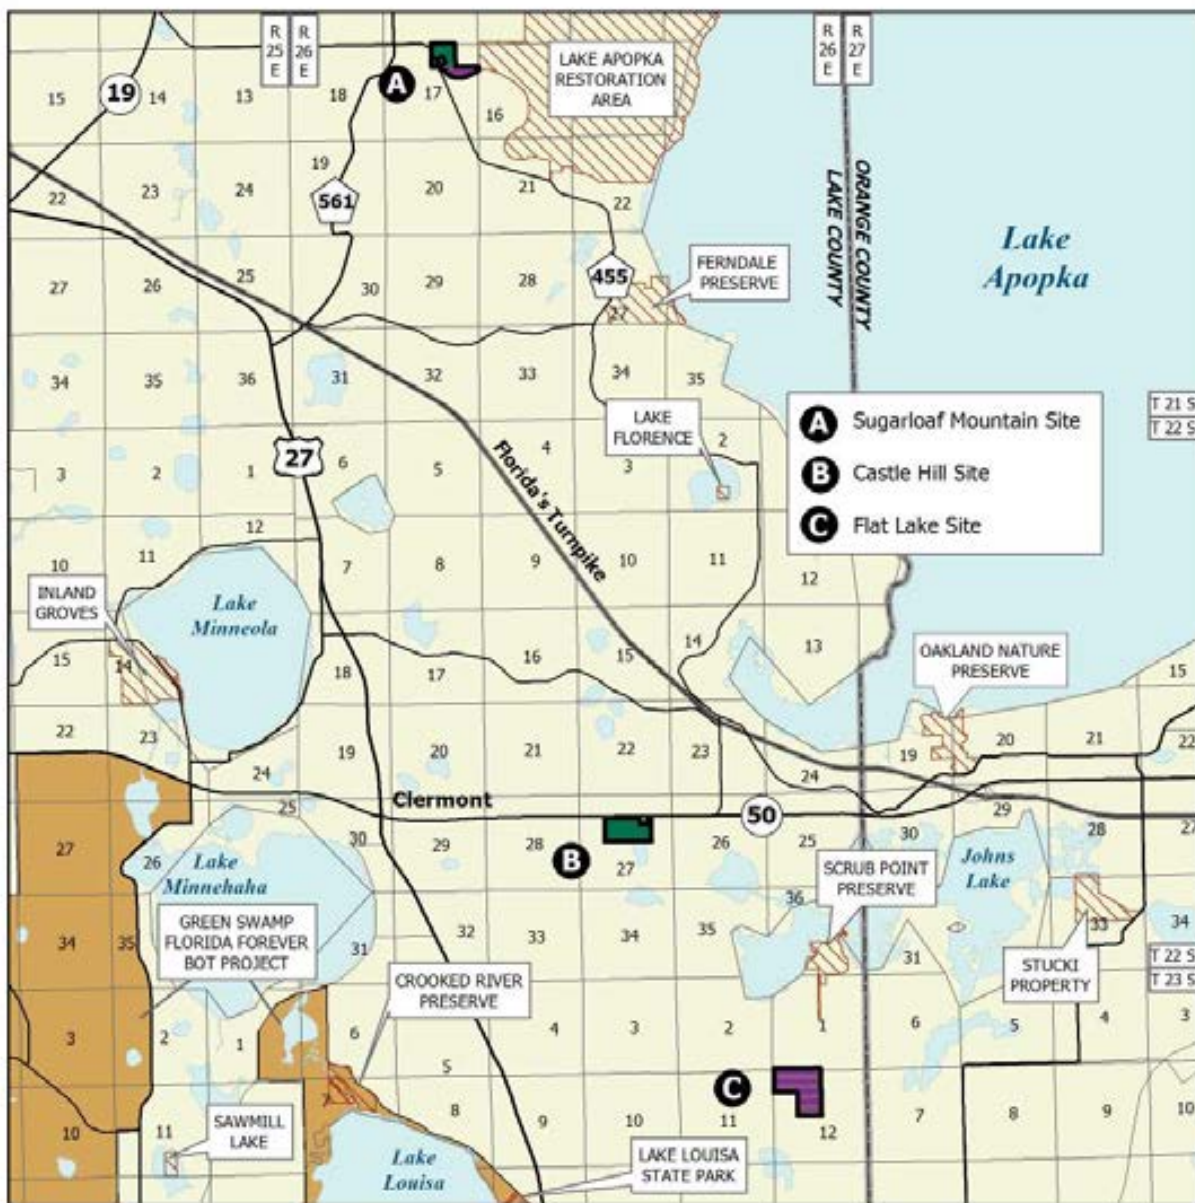 R
25
E
R
26
E
R
26
E
R
27
E
LAKE APOPKA
RESTORATION
AREA
A
15
19
14
13
18
17
16
22
23
24
19
561
20
21
22
LAKE COUNTY
ORANGE COUNTY
Lake
Apopka
27
26
25
30
29
28
455
27
FERNDALE
PRESERVE
34
35
36
31
32
33
34
35
LAKE
FLORENCE
A Sugarloaf Mountain Site
B Castle Hill Site
C Flat Lake Site
T 21 S
T 22 S
3
2
1
27
6
5
4
3
2
Florida's Turnpike
10
11
12
7
8
9
10
11
12
INLAND
GROVES
Lake
Minneola
15
14
18
17
16
15
14
13
OAKLAND NATURE
PRESERVE
15
22
23
24
19
20
21
22
23
24
19
20
21
22
Clermont
50
25
30
29
28
27
26
25
30
29
28
27
B
27
26
Lake
Minnehaha
SCRUB POINT
PRESERVE
Johns
Lake
GREEN SWAMP
FLORIDA FOREVER
BOT PROJECT
34
35
31
32
33
34
35
36
31
33
34
STUCKI
PROPERTY
T 22 S
T 23 S
CROOKED RIVER
PRESERVE
3
2
1
6
5
4
3
2
1
6
5
4
3
C
10
11
7
8
9
10
11
12
7
8
9
10
SAWMILL
LAKE
Lake
Louisa
LAKE LOUISA
STATE PARK